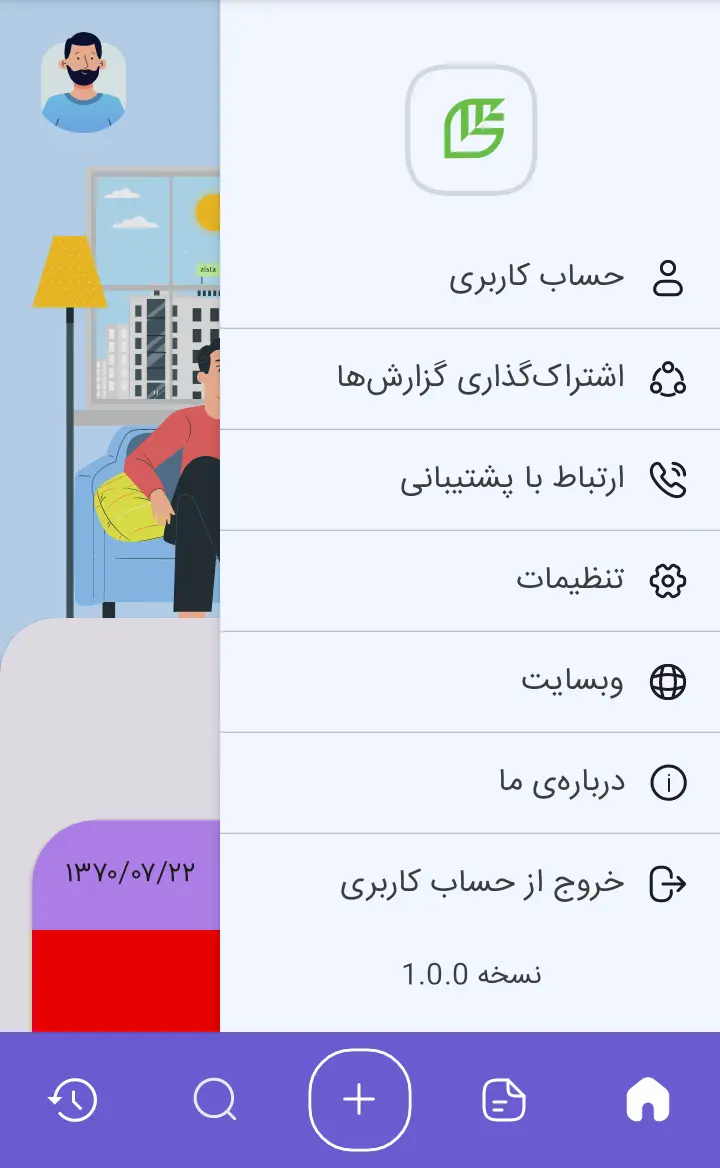 zista
حساب کاربری
اشتراک‌گذاری گزارش‌ها
ارتباط با پشتیبانی
تنظیمات
وبسایت
درباره‌ی ما
۱۳۷۰/۰۷/۲۲
خروج از حساب کاربری
نسخه 1.0.0